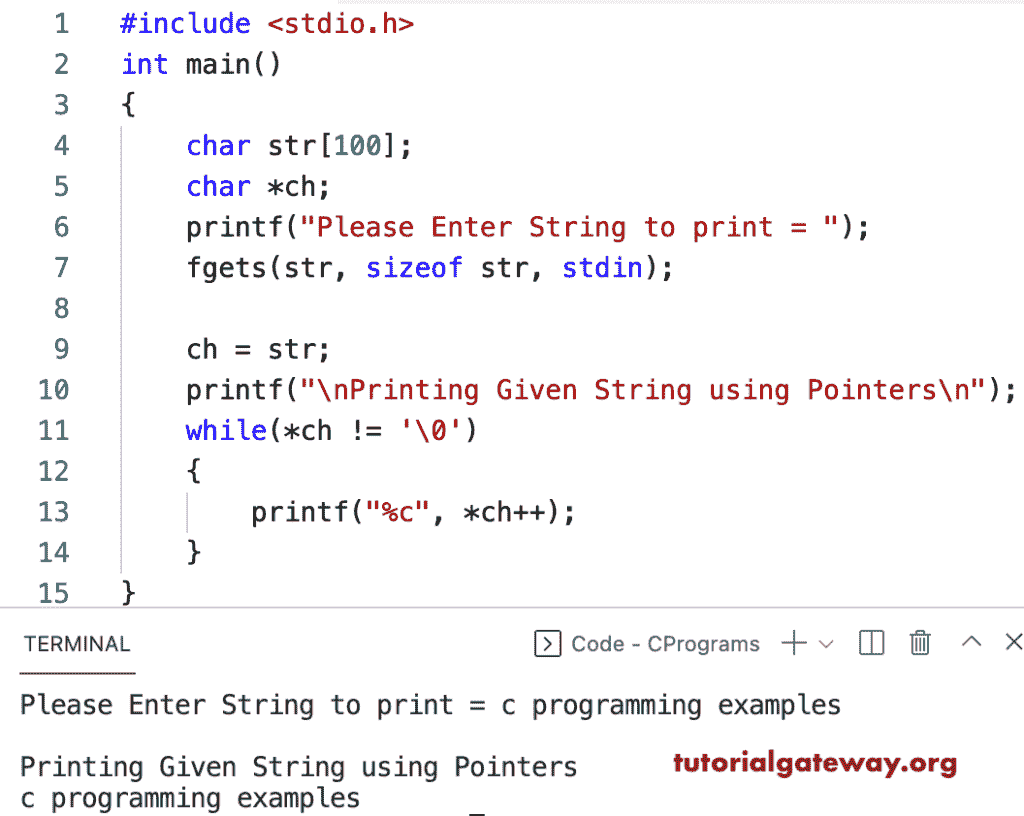 1 #include <stdio.h>
2 int main()
3 {
4 char str[100];
5 char *ch;
6 printf("Please Enter String to print = ");
7 fgets(str, sizeof str, stdin);
8
9 ch = str;
10 printf("\nPrinting Given String using Pointers\n");
11 while(*ch != '\0')
12 {
13 printf("%c", *ch++);
14 }
15 }
TERMINAL Code - CPrograms
Please Enter String to print = c programming examples
Printing Given String using Pointers
tutorialgateway.org
c programming examples